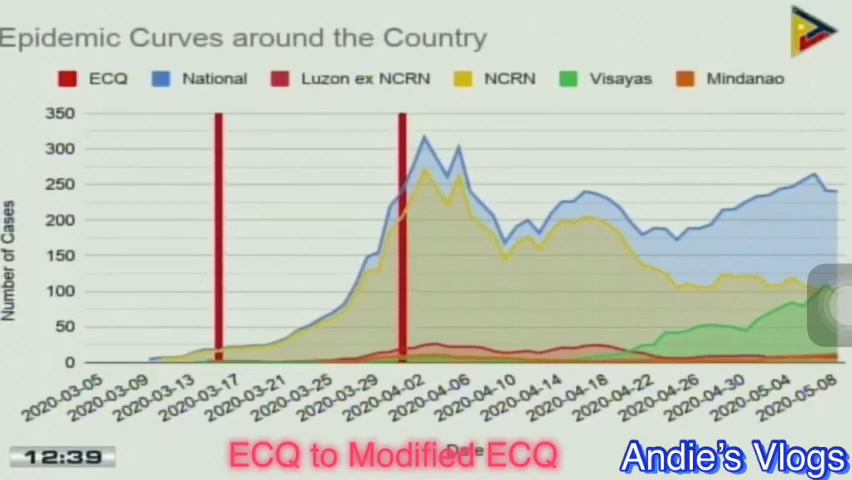 Epidemic Curves around the Country
ECQ National Luzon ex NCRN NCRN Visayas Mindanao
350
300
250
200
150
100
50
0
Number of Cases
2020-03-05 2020-03-09 2020-03-13 2020-03-17 2020-03-21 2020-03-25 2020-03-29 2020-04-02 2020-04-06 2020-04-10 2020-04-14 2020-04-18 2020-04-22 2020-04-26 2020-04-30 2020-05-04 2020-05-08
Date
12:39
ECQ to Modified ECQ
Andie's Vlogs